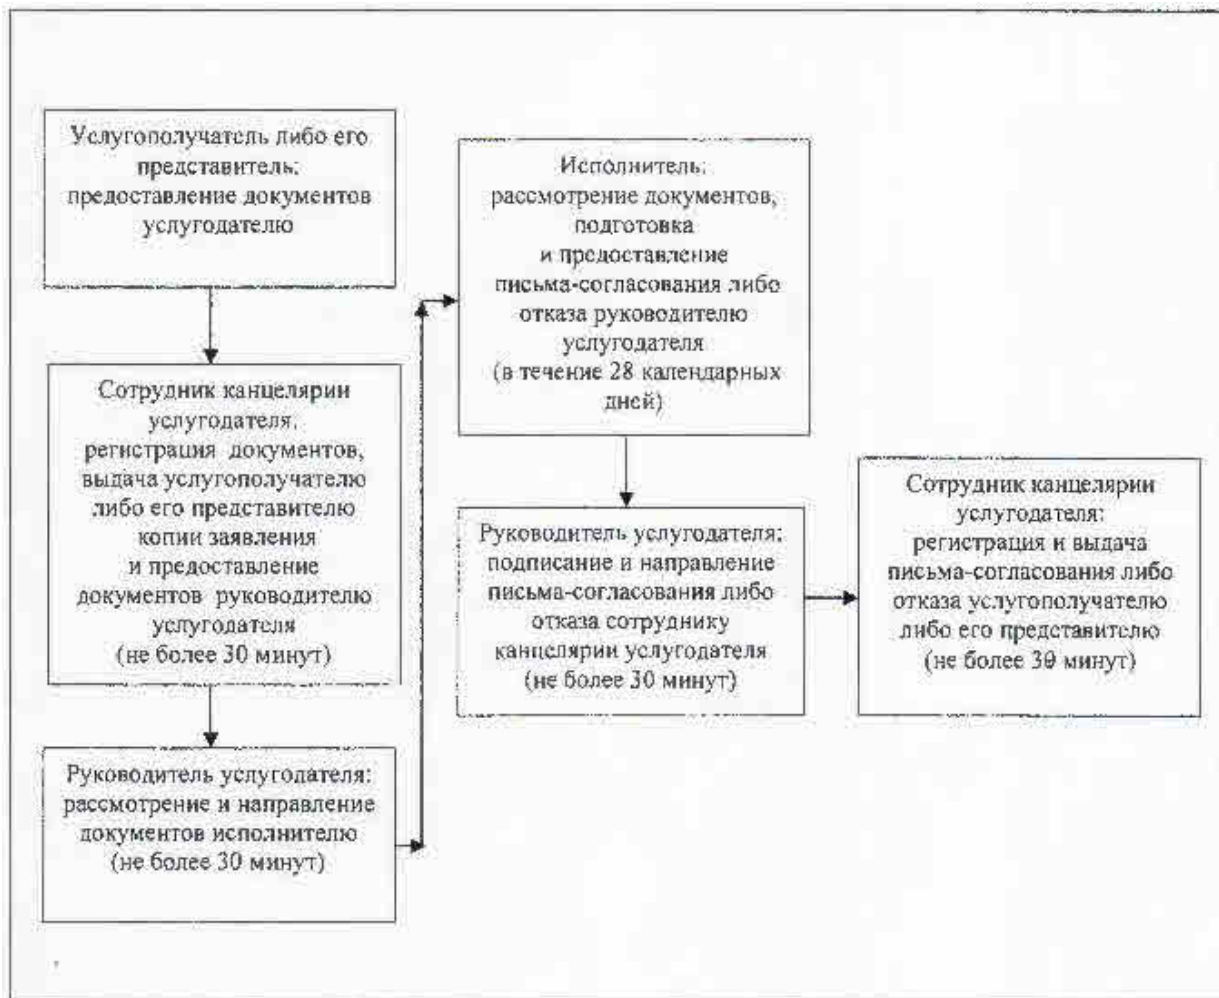 Услугополучатель либо его
представитель:
предоставление документов
услугодателю
Сотрудник канцелярии
услугодателя:
регистрация документов,
выдача услугополучателю
либо его представителю
копии заявления
и предоставление
документов руководителю
услугодателя
(не более 30 минут)
Руководитель услугодателя:
рассмотрение и направление
документов исполнителю
(не более 30 минут)
Исполнитель:
рассмотрение документов,
подготовка
и предоставление
письма-согласования либо
отказа руководителю
услугодателя
(в течение 28 календарных
дней)
Руководитель услугодателя:
подписание и направление
письма-согласования либо
отказа сотруднику
канцелярии услугодателя
(не более 30 минут)
Сотрудник канцелярии
услугодателя:
регистрация и выдача
письма-согласования либо
отказа услугополучателю
либо его представителю
(не более 30 минут)